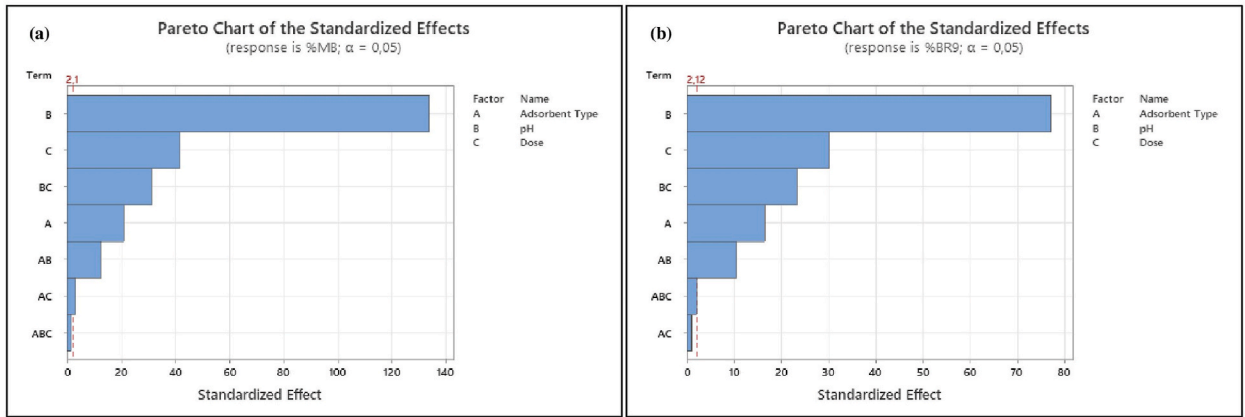 (a)
Pareto Chart of the Standardized Effects
(response is %MB; α = 0,05)
Term
2,1
B
C
BC
A
AB
AC
ABC
0 20 40 60 80 100 120 140
Standardized Effect
Factor Name
A Adsorbent Type
B pH
C Dose
(b)
Pareto Chart of the Standardized Effects
(response is %BR9; α = 0,05)
Term
2,12
B
C
BC
A
AB
ABC
AC
0 10 20 30 40 50 60 70 80
Standardized Effect
Factor Name
A Adsorbent Type
B pH
C Dose